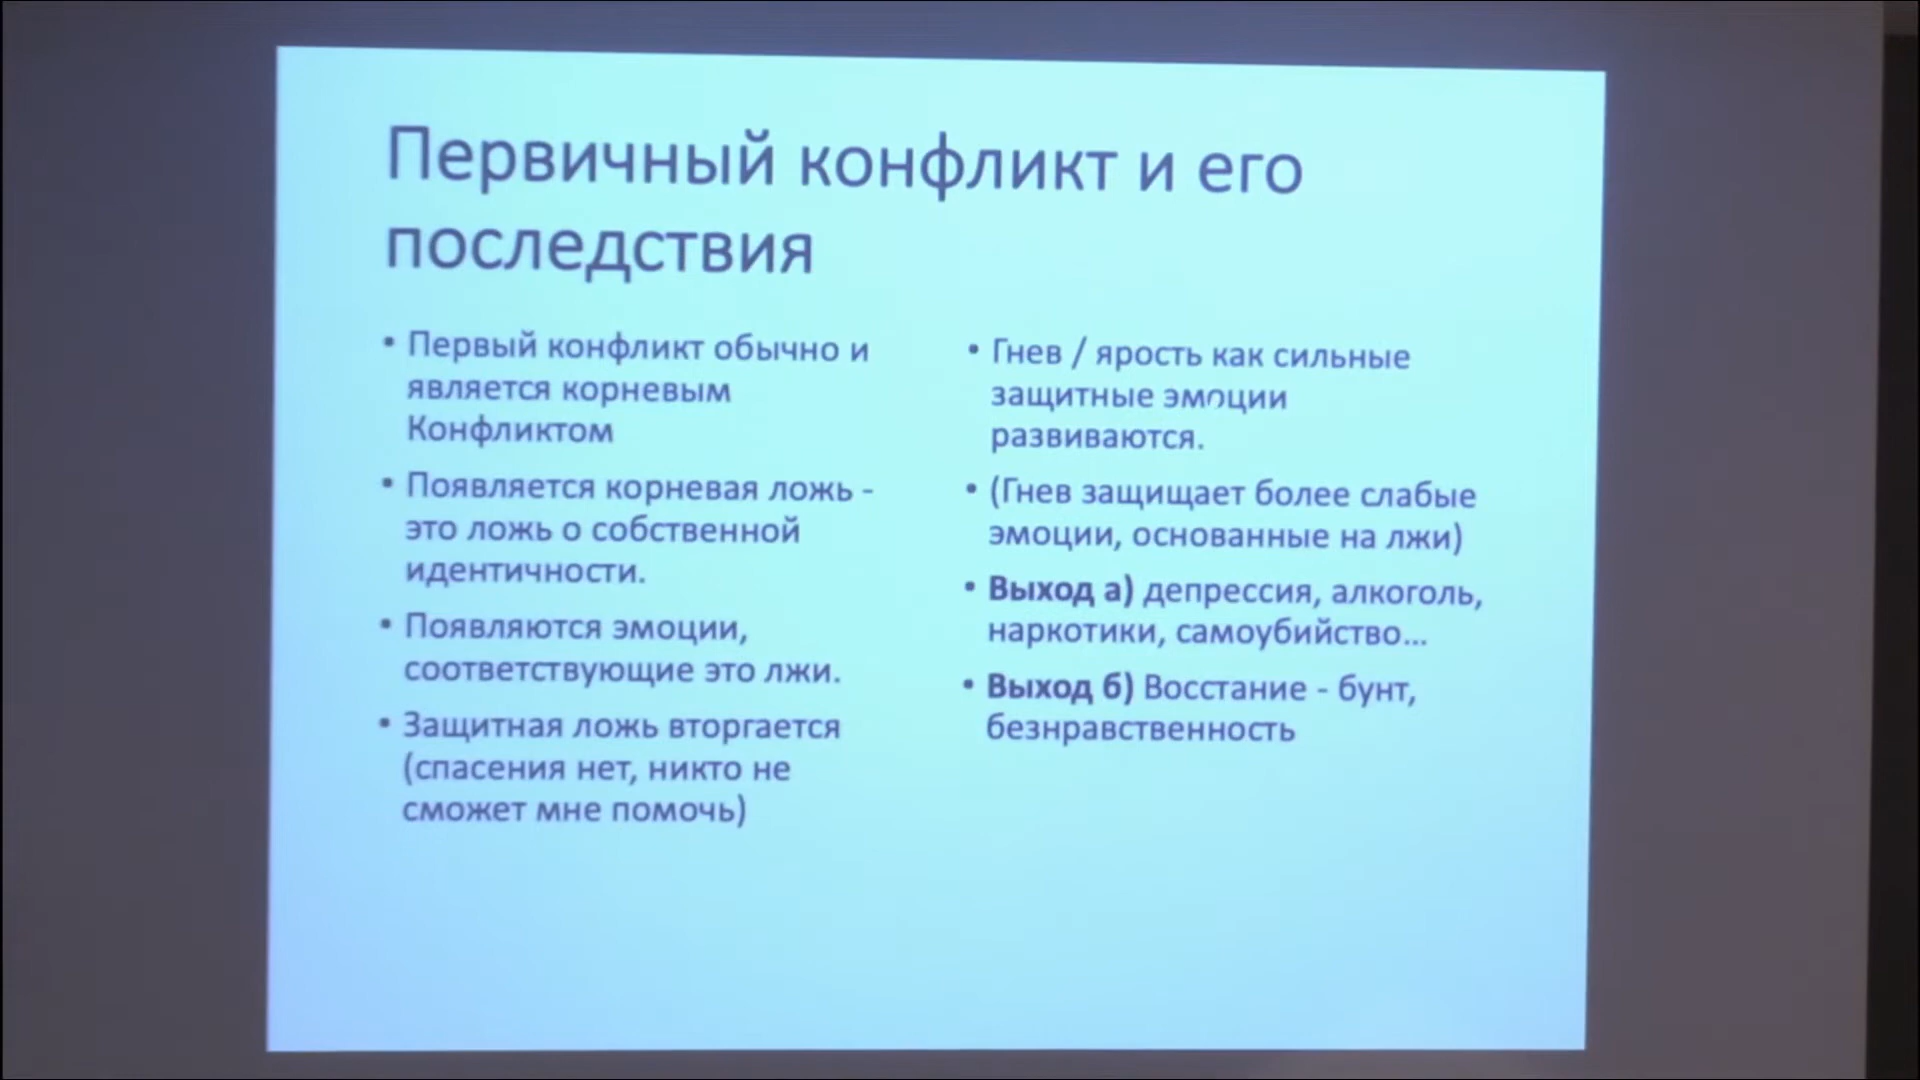 Первичный конфликт и его
последствия
• Первый конфликт обычно и
является корневым
Конфликтом
• Появляется корневая ложь -
это ложь о собственной
идентичности.
• Появляются эмоции,
соответствующие это лжи.
• Защитная ложь вторгается
(спасения нет, никто не
сможет мне помочь)
• Гнев / ярость как сильные
защитные эмоции
развиваются.
• (Гнев защищает более слабые
эмоции, основанные на лжи)
• Выход а) депрессия, алкоголь,
наркотики, самоубийство...
• Выход б) Восстание - бунт,
безнравственность